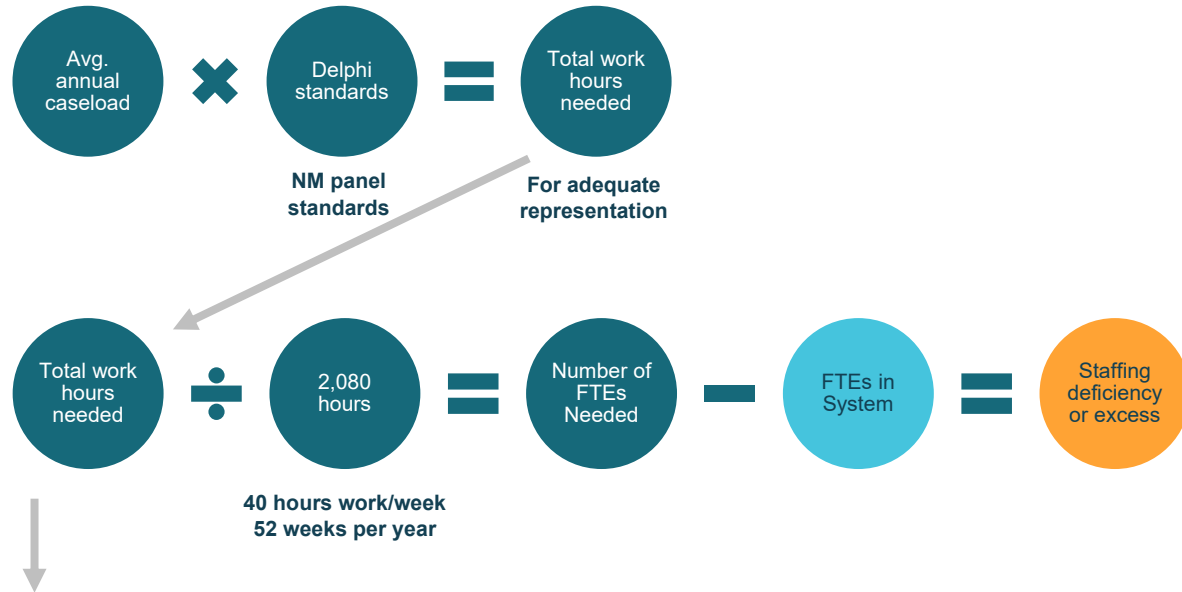 Avg.
annual
caseload
Delphi
standards
Total work
hours
needed
NM panel
standards
For adequate
representation
Total work
hours
needed
2,080
hours
Number of
FTEs
Needed
FTEs in
System
Staffing
deficiency
or excess
40 hours work/week
52 weeks per year